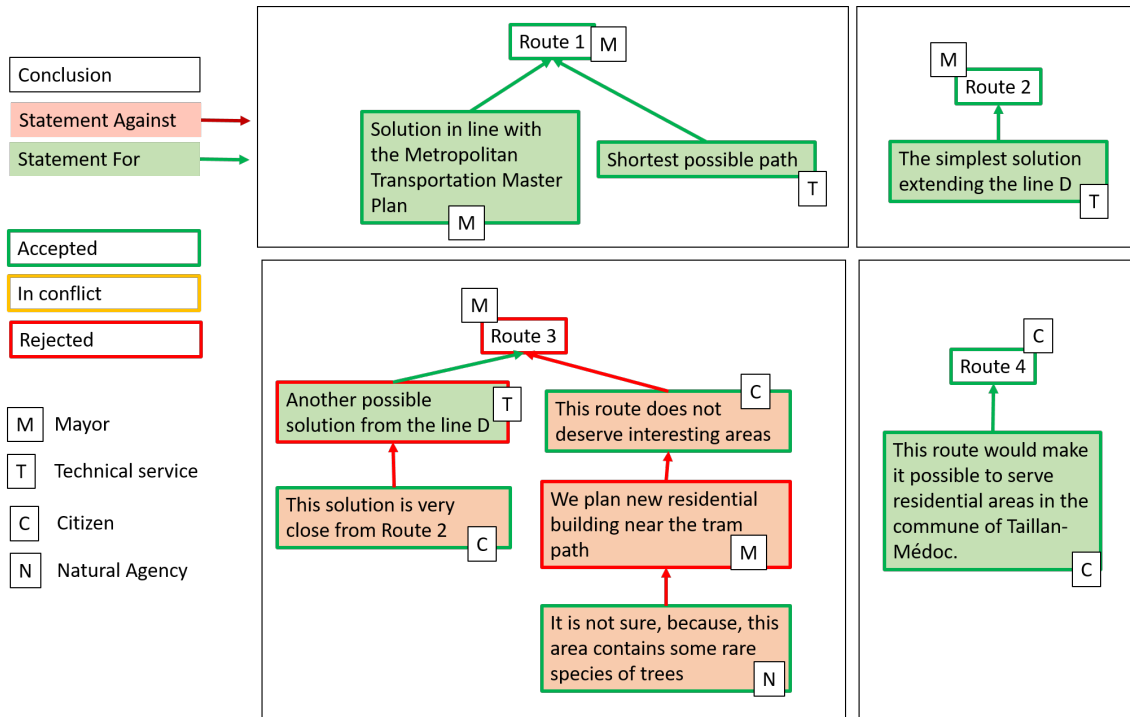 Conclusion
Statement Against
Statement For
Accepted
In conflict
Rejected
M Mayor
T Technical service
C Citizen
N Natural Agency
Route 1
M
Solution in line with
the Metropolitan
Transportation Master
Plan
M
Shortest possible path
T
M
Route 2
The simplest solution
extending the line D
T
M
Route 3
Another possible
solution from the line D
T
This solution is very
close from Route 2
C
C
This route does not
deserve interesting areas
We plan new residential
building near the tram
path
M
It is not sure, because, this
area contains some rare
species of trees
N
C
Route 4
This route would make
it possible to serve
residential areas in the
commune of Taillan-
Médoc.
C